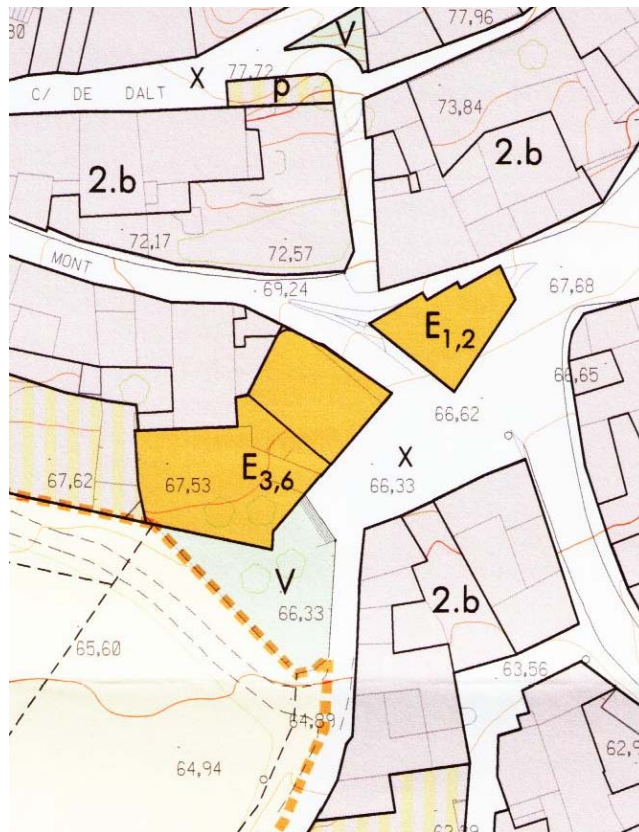 77,96
V
77,72
X
p
C/ DE DALT
73,84
2.b
2.b
72,17
72,57
MONT
69,24
67,68
E1,2
66,65
66,62
X
E3,6
67,62
67,53
66,33
V
2.b
66,33
65,60
63,56
64,89
64,94